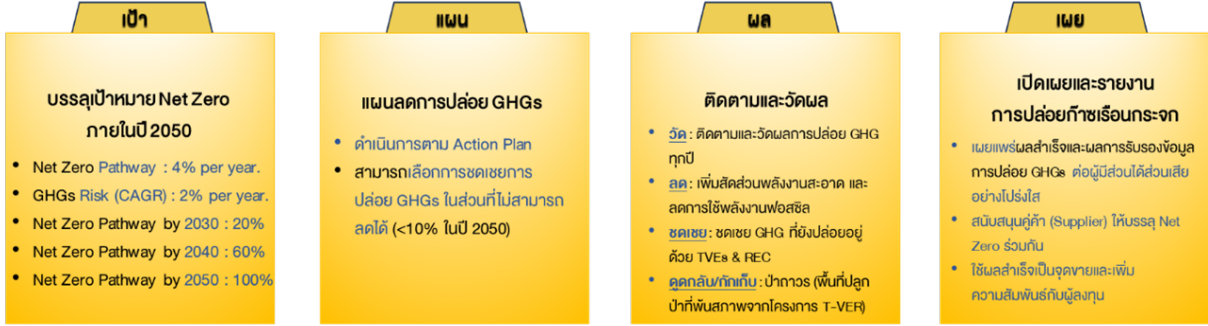 เป้า
บรรลุเป้าหมาย Net Zero
ภายในปี 2050
• Net Zero Pathway : 4% per year.
• GHGs Risk (CAGR) : 2% per year.
• Net Zero Pathway by 2030 : 20%
• Net Zero Pathway by 2040 : 60%
• Net Zero Pathway by 2050 : 100%
แผน
แผนลดการปล่อย GHGs
• ดำเนินการตาม Action Plan
• สามารถเลือกการชดเชยการ
ปล่อย GHGs ในส่วนที่ไม่สามารถ
ลดได้ (<10% ในปี 2050)
ผล
ติดตามและวัดผล
• วัด : ติดตามและวัดผลการปล่อย GHG
ทุกปี
• ลด : เพิ่มสัดส่วนพลังงานสะอาด และ
ลดการใช้พลังงานฟอสซิล
• ชดเชย : ชดเชย GHG ที่ยังปล่อยอยู่
ด้วย TVEs & REC
• ดูดกลับ/กักเก็บ : ป่าถาวร (พื้นที่ปลูก
ป่าที่พ้นสภาพจากโครงการ T-VER)
เผย
เปิดเผยและรายงาน
การปล่อยก๊าซเรือนกระจก
• เผยแพร่ผลสำเร็จและผลการรับรองข้อมูล
การปล่อย GHGs ต่อผู้มีส่วนได้ส่วนเสีย
อย่างโปร่งใส
• สนับสนุนคู่ค้า (Supplier) ให้บรรลุ Net
Zero ร่วมกัน
• ใช้ผลสำเร็จเป็นจุดขายและเพิ่ม
ความสัมพันธ์กับผู้ลงทุน